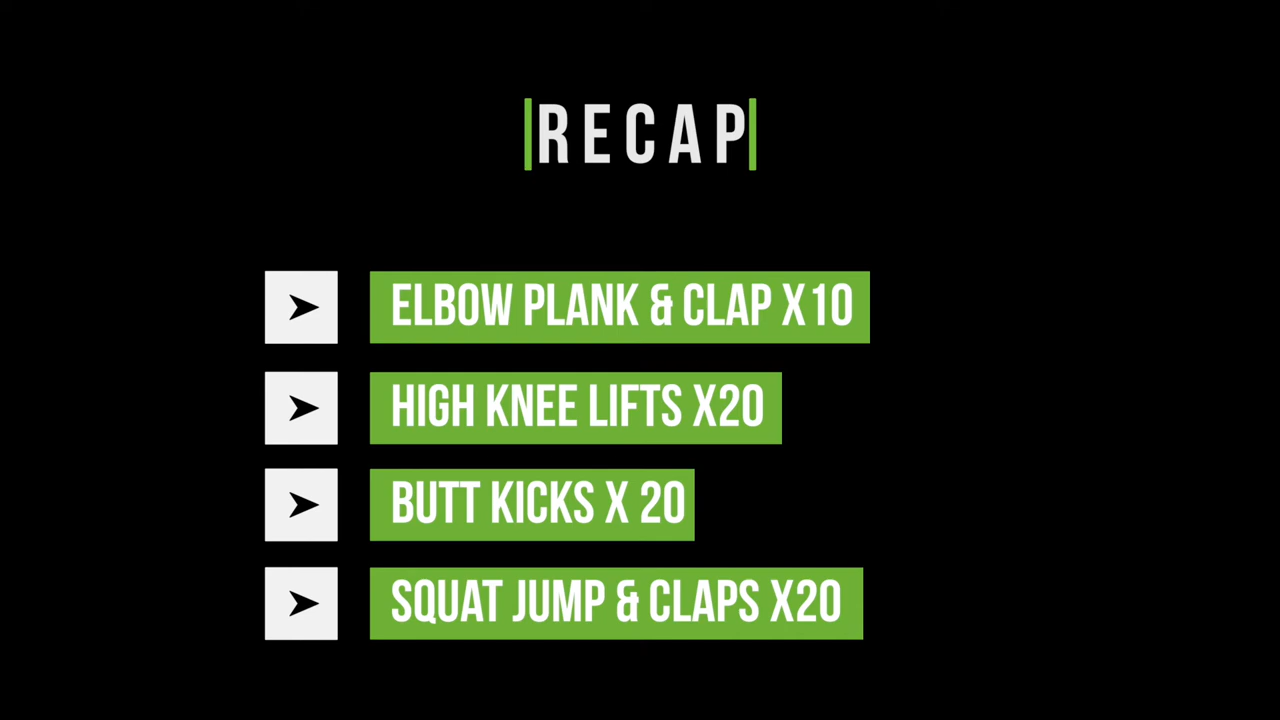 RECAP
ELBOW PLANK & CLAP X10
HIGH KNEE LIFTS X20
BUTT KICKS X 20
SQUAT JUMP & CLAPS X20